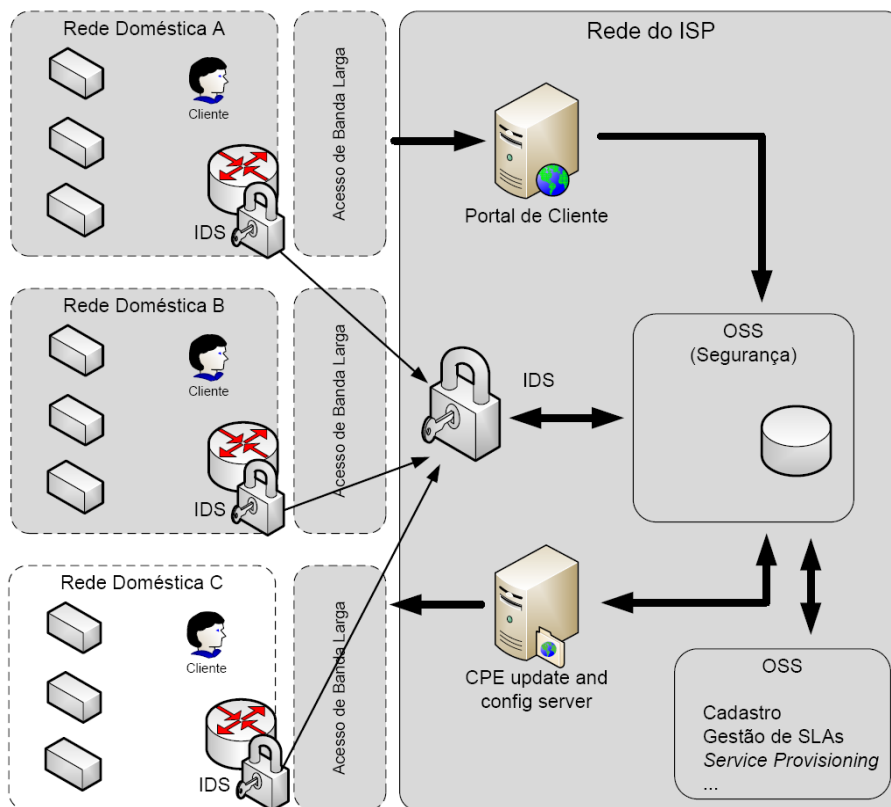 Rede Doméstica A
Cliente
IDS
Acesso de Banda Larga
Rede Doméstica B
Cliente
IDS
Acesso de Banda Larga
Rede Doméstica C
Cliente
IDS
Acesso de Banda Larga
Rede do ISP
Portal de Cliente
OSS
(Segurança)
IDS
CPE update and
config server
OSS
Cadastro
Gestão de SLAs
Service Provisioning
...